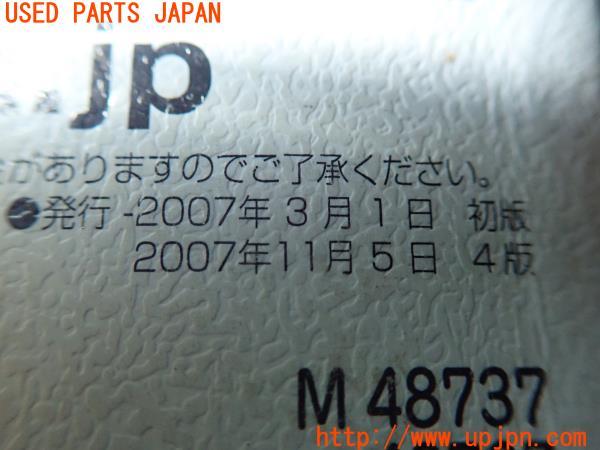 USED PARTS JAPAN
.jp
がありますのでご了承ください。
発行-2007年3月1日 初版
2007年11月5日 4版
M 48737
http://www.upjpn.com